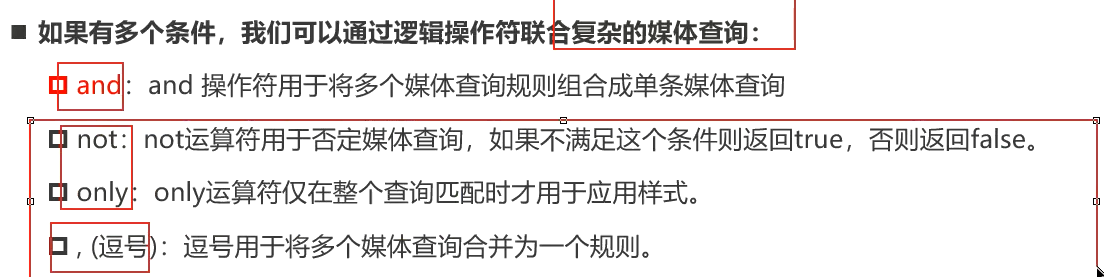 如果有多个条件，我们可以通过逻辑操作符联合复杂的媒体查询：
and：and 操作符用于将多个媒体查询规则组合成单条媒体查询
not：not运算符用于否定媒体查询，如果不满足这个条件则返回true，否则返回false。
only：only运算符仅在整个查询匹配时才用于应用样式。
, (逗号)：逗号用于将多个媒体查询合并为一个规则。